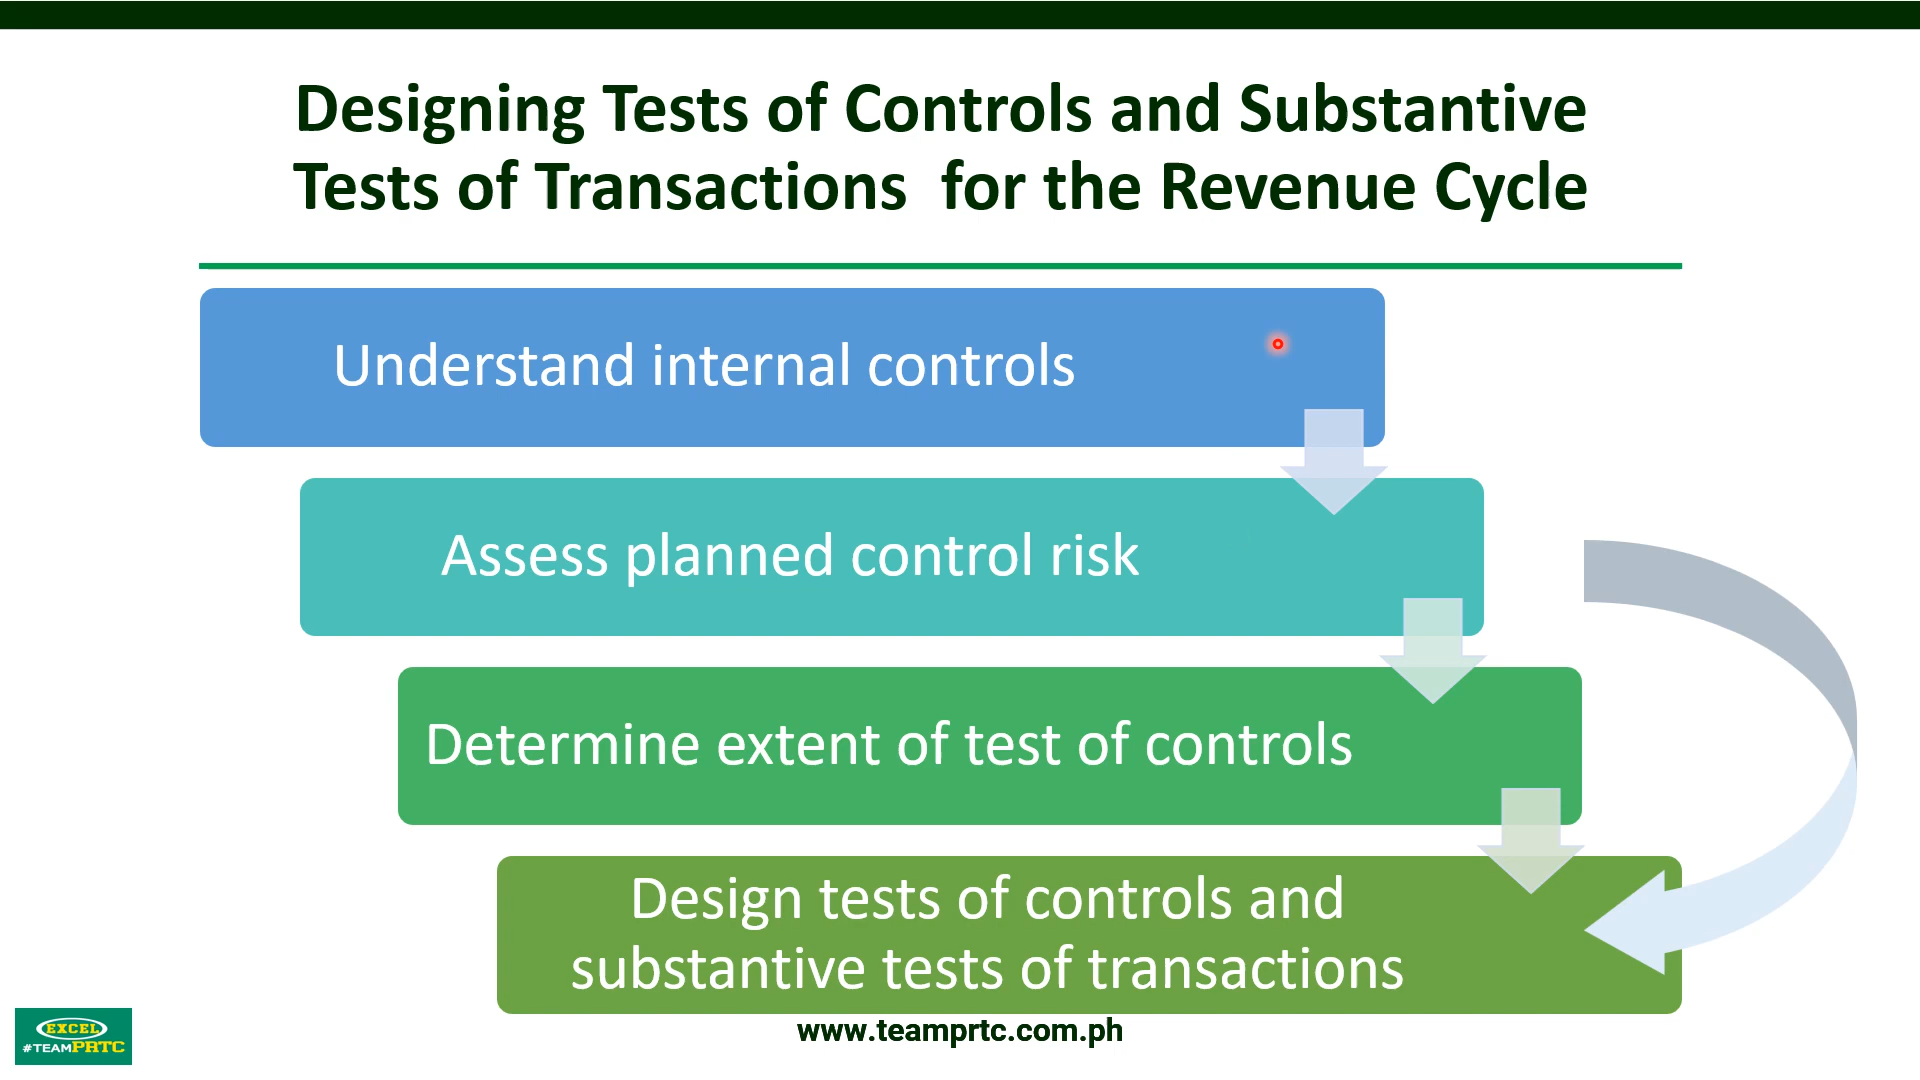 Designing Tests of Controls and Substantive
Tests of Transactions  for the Revenue Cycle
Understand internal controls
Assess planned control risk
Determine extent of test of controls
Design tests of controls and
substantive tests of transactions
EXCEL
#TEAMPRTC
www.teamprtc.com.ph